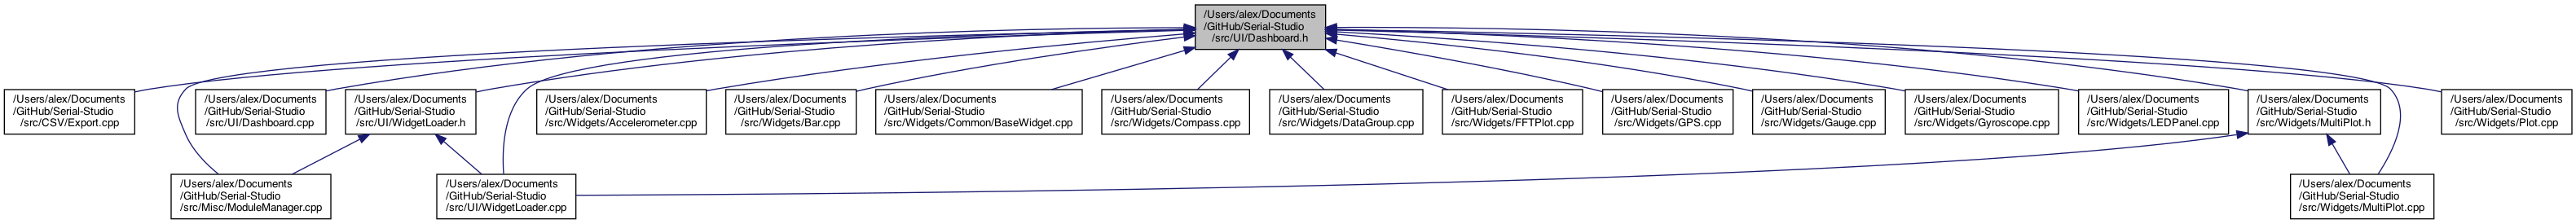 /Users/alex/Documents
/GitHub/Serial-Studio
/src/UI/Dashboard.h
/Users/alex/Documents
/GitHub/Serial-Studio
/src/CSV/Export.cpp
/Users/alex/Documents
/GitHub/Serial-Studio
/src/UI/Dashboard.cpp
/Users/alex/Documents
/GitHub/Serial-Studio
/src/UI/WidgetLoader.h
/Users/alex/Documents
/GitHub/Serial-Studio
/src/Widgets/Accelerometer.cpp
/Users/alex/Documents
/GitHub/Serial-Studio
/src/Widgets/Bar.cpp
/Users/alex/Documents
/GitHub/Serial-Studio
/src/Widgets/Common/BaseWidget.cpp
/Users/alex/Documents
/GitHub/Serial-Studio
/src/Widgets/Compass.cpp
/Users/alex/Documents
/GitHub/Serial-Studio
/src/Widgets/DataGroup.cpp
/Users/alex/Documents
/GitHub/Serial-Studio
/src/Widgets/FFTPlot.cpp
/Users/alex/Documents
/GitHub/Serial-Studio
/src/Widgets/GPS.cpp
/Users/alex/Documents
/GitHub/Serial-Studio
/src/Widgets/Gauge.cpp
/Users/alex/Documents
/GitHub/Serial-Studio
/src/Widgets/Gyroscope.cpp
/Users/alex/Documents
/GitHub/Serial-Studio
/src/Widgets/LEDPanel.cpp
/Users/alex/Documents
/GitHub/Serial-Studio
/src/Widgets/MultiPlot.h
/Users/alex/Documents
/GitHub/Serial-Studio
/src/Widgets/Plot.cpp
/Users/alex/Documents
/GitHub/Serial-Studio
/src/Misc/ModuleManager.cpp
/Users/alex/Documents
/GitHub/Serial-Studio
/src/UI/WidgetLoader.cpp
/Users/alex/Documents
/GitHub/Serial-Studio
/src/Widgets/MultiPlot.cpp